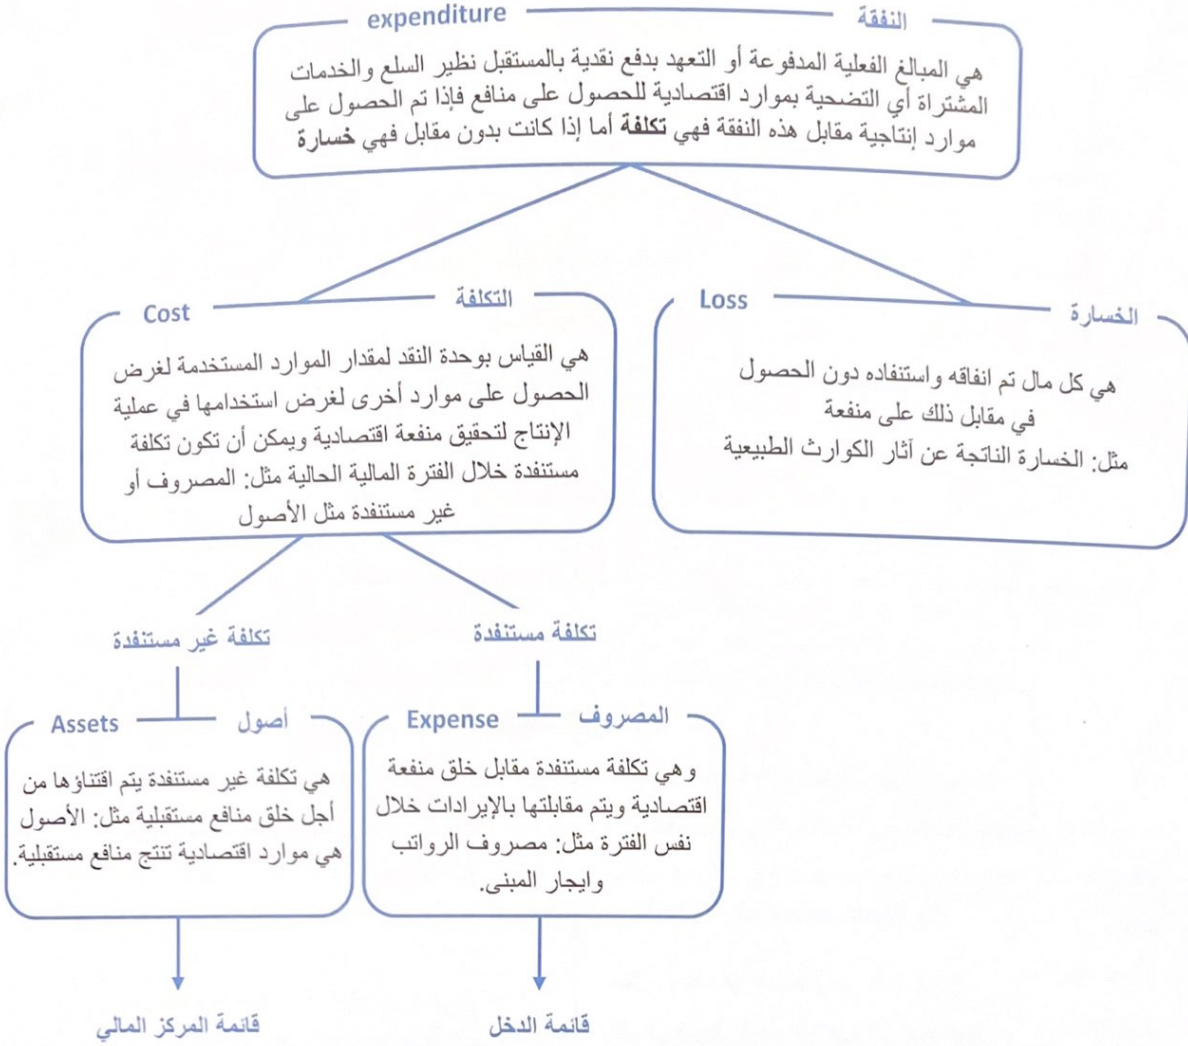 النفقة expenditure
هي المبالغ الفعلية المدفوعة أو التعهد بدفع نقدية بالمستقبل نظير السلع والخدمات
المشتراة أي التضحية بموارد اقتصادية للحصول على منافع فإذا تم الحصول على
موارد إنتاجية مقابل هذه النفقة فهي تكلفة أما إذا كانت بدون مقابل فهي خسارة
الخسارة Loss
هي كل مال تم انفاقه واستنفاده دون الحصول
في مقابل ذلك على منفعة
مثل: الخسارة الناتجة عن آثار الكوارث الطبيعية
التكلفة Cost
هي القياس بوحدة النقد لمقدار الموارد المستخدمة لغرض
الحصول على موارد أخرى لغرض استخدامها في عملية
الإنتاج لتحقيق منفعة اقتصادية ويمكن أن تكون تكلفة
مستنفدة خلال الفترة المالية الحالية مثل: المصروف أو
غير مستنفدة مثل الأصول
تكلفة مستنفدة
المصروف Expense
وهي تكلفة مستنفدة مقابل خلق منفعة
اقتصادية ويتم مقابلتها بالإيرادات خلال
نفس الفترة مثل: مصروف الرواتب
وايجار المبنى.
قائمة الدخل
تكلفة غير مستنفدة
أصول Assets
هي تكلفة غير مستنفدة يتم اقتناؤها من
أجل خلق منافع مستقبلية مثل: الأصول
هي موارد اقتصادية تنتج منافع مستقبلية.
قائمة المركز المالي